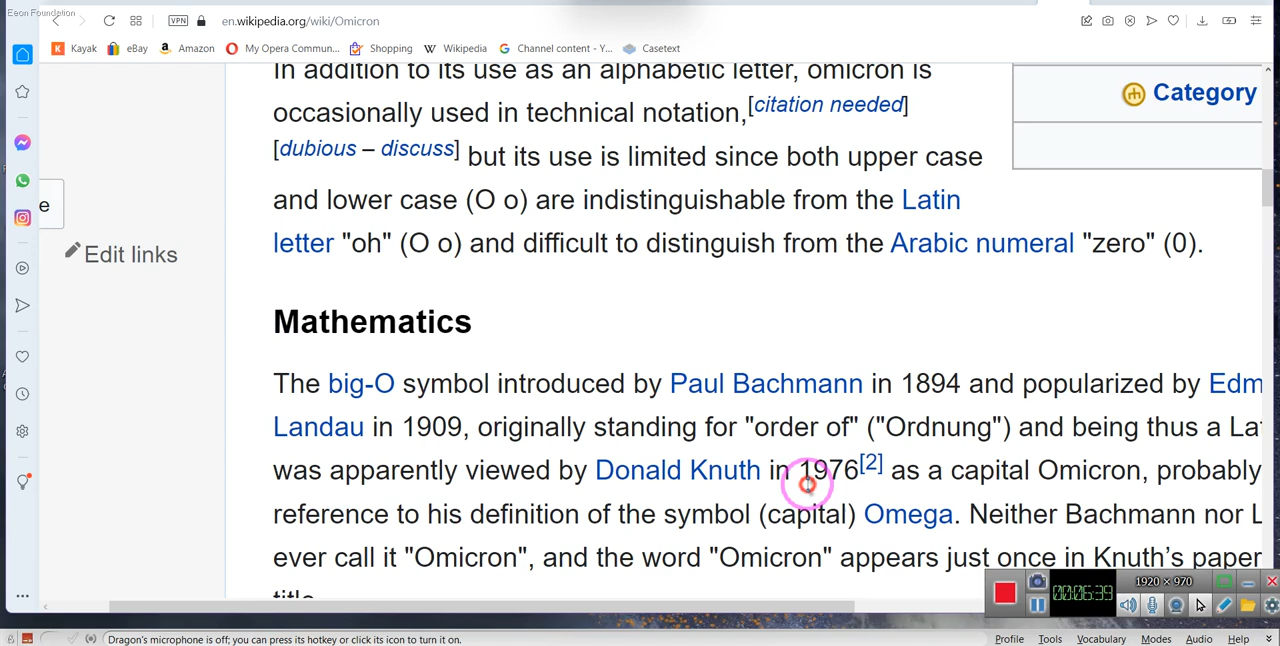 Eeon Foundation
VPN en.wikipedia.org/wiki/Omicron
Kayak eBay Amazon My Opera Commun... Shopping Wikipedia Channel content - Y... Casetext
In addition to its use as an alphabetic letter, omicron is
occasionally used in technical notation,[citation needed]
[dubious – discuss] but its use is limited since both upper case
and lower case (O o) are indistinguishable from the Latin
letter "oh" (O o) and difficult to distinguish from the Arabic numeral "zero" (0).
Category
e
Edit links
Mathematics
The big-O symbol introduced by Paul Bachmann in 1894 and popularized by Edm
Landau in 1909, originally standing for "order of" ("Ordnung") and being thus a La
was apparently viewed by Donald Knuth in 1976[2] as a capital Omicron, probably
reference to his definition of the symbol (capital) Omega. Neither Bachmann nor L
ever call it "Omicron", and the word "Omicron" appears just once in Knuth’s paper
title
00:06:39 1920 × 970
Dragon's microphone is off; you can press its hotkey or click its icon to turn it on.
Profile Tools Vocabulary Modes Audio Help